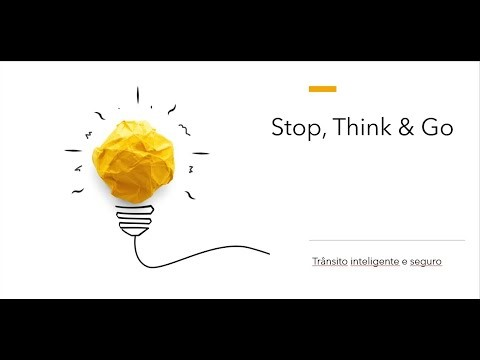 Stop, Think & Go
Trânsito inteligente e seguro